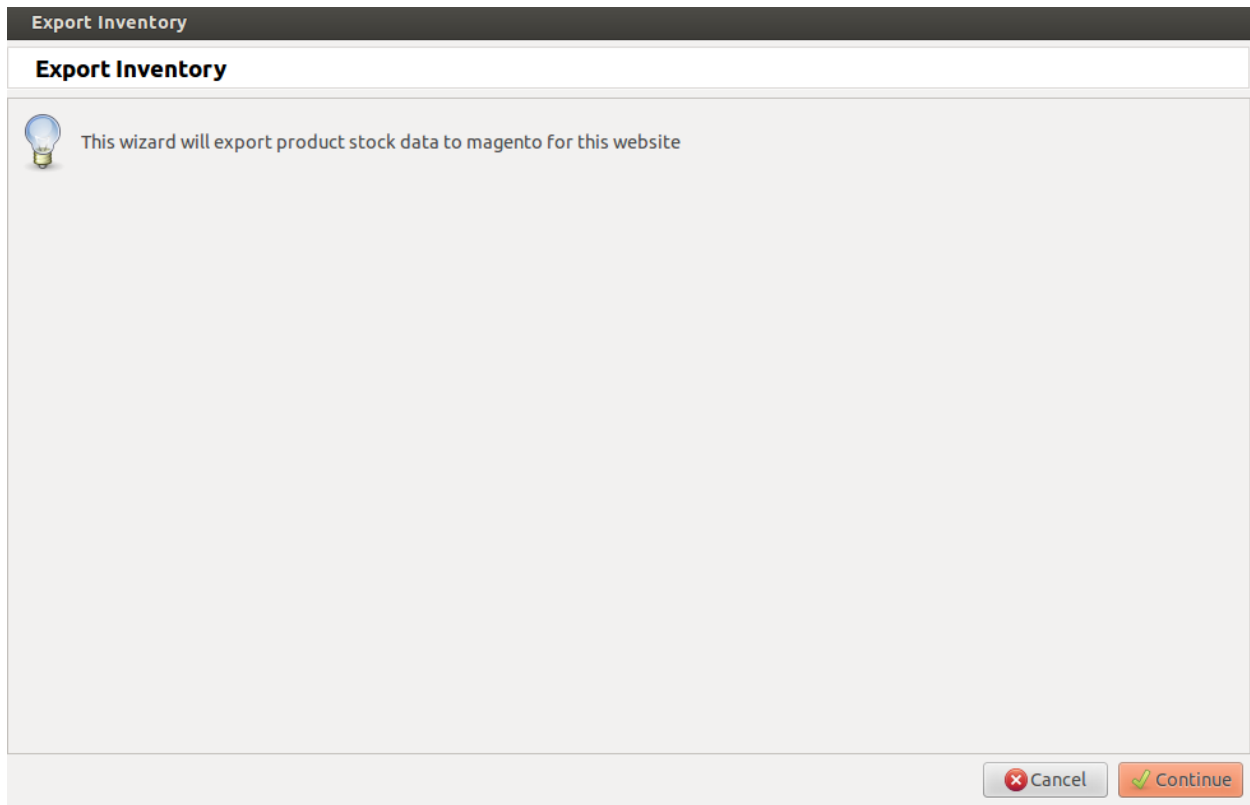 Export Inventory
Export Inventory
This wizard will export product stock data to magento for this website
Cancel
Continue